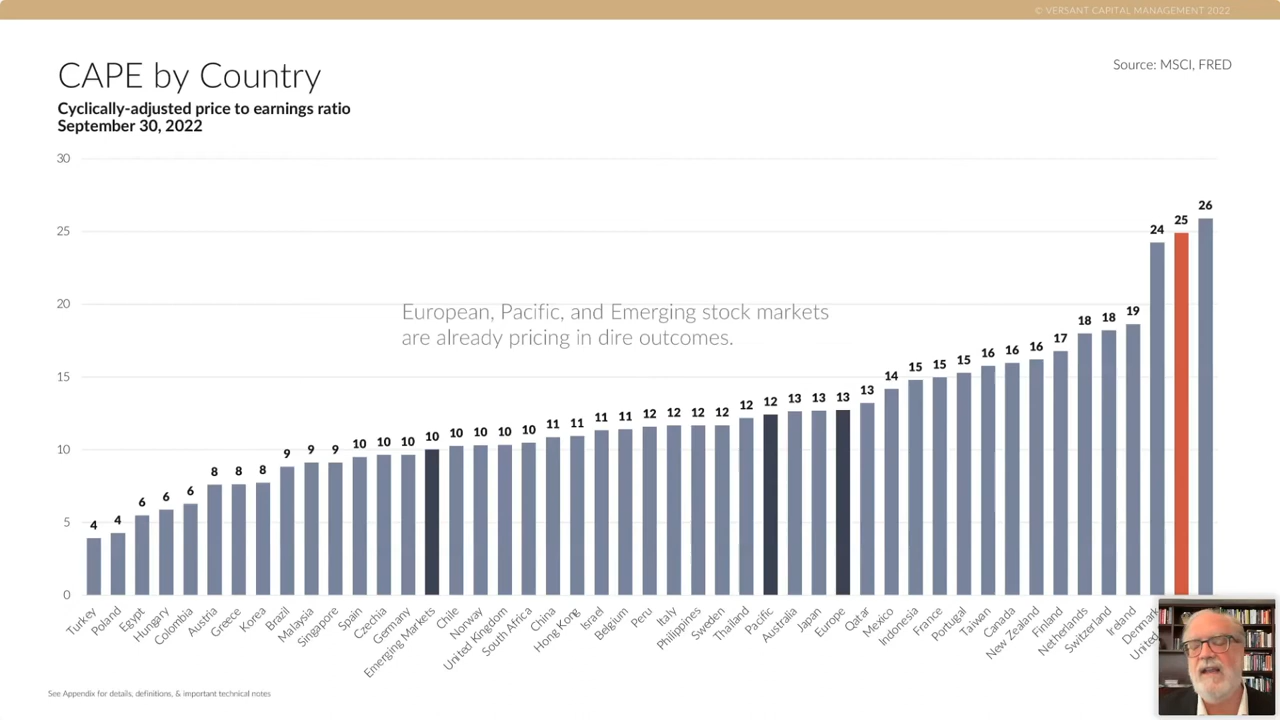 © VERSANT CAPITAL MANAGEMENT 2022
CAPE by Country
Source: MSCI, FRED
Cyclically-adjusted price to earnings ratio
September 30, 2022
30
25
20
15
10
5
0
European, Pacific, and Emerging stock markets
are already pricing in dire outcomes.
4
4
6
6
6
8
8
8
9
9
9
10
10
10
10
10
10
10
10
11
11
11
11
12
12
12
12
12
12
13
13
13
13
14
15
15
15
16
16
16
17
18
18
19
24
25
26
Turkey
Poland
Egypt
Hungary
Colombia
Austria
Greece
Korea
Brazil
Malaysia
Singapore
Spain
Czechia
Germany
Emerging Markets
Chile
Norway
United Kingdom
South Africa
China
Hong Kong
Israel
Belgium
Peru
Italy
Philippines
Sweden
Thailand
Pacific
Australia
Japan
Europe
Qatar
Mexico
Indonesia
France
Portugal
Taiwan
Canada
New Zealand
Finland
Netherlands
Switzerland
Ireland
Denmark
United
See Appendix for details, definitions, & important technical notes